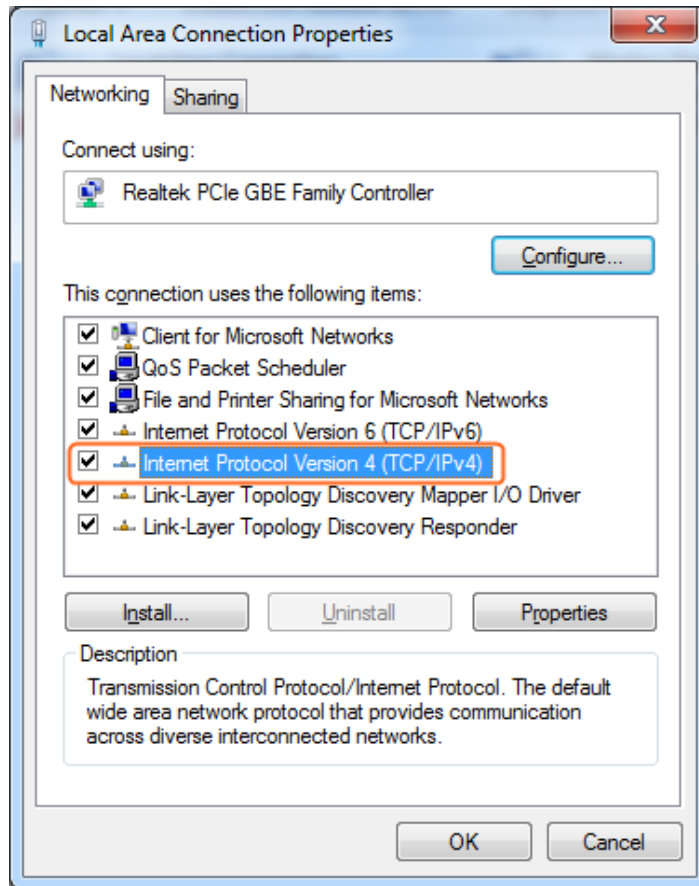 Local Area Connection Properties
Networking
Sharing
Connect using:
Realtek PCIe GBE Family Controller
Configure...
This connection uses the following items:
Client for Microsoft Networks
QoS Packet Scheduler
File and Printer Sharing for Microsoft Networks
Internet Protocol Version 6 (TCP/IPv6)
Internet Protocol Version 4 (TCP/IPv4)
Link-Layer Topology Discovery Mapper I/O Driver
Link-Layer Topology Discovery Responder
Install...
Uninstall
Properties
Description
Transmission Control Protocol/Internet Protocol. The default
wide area network protocol that provides communication
across diverse interconnected networks.
OK
Cancel